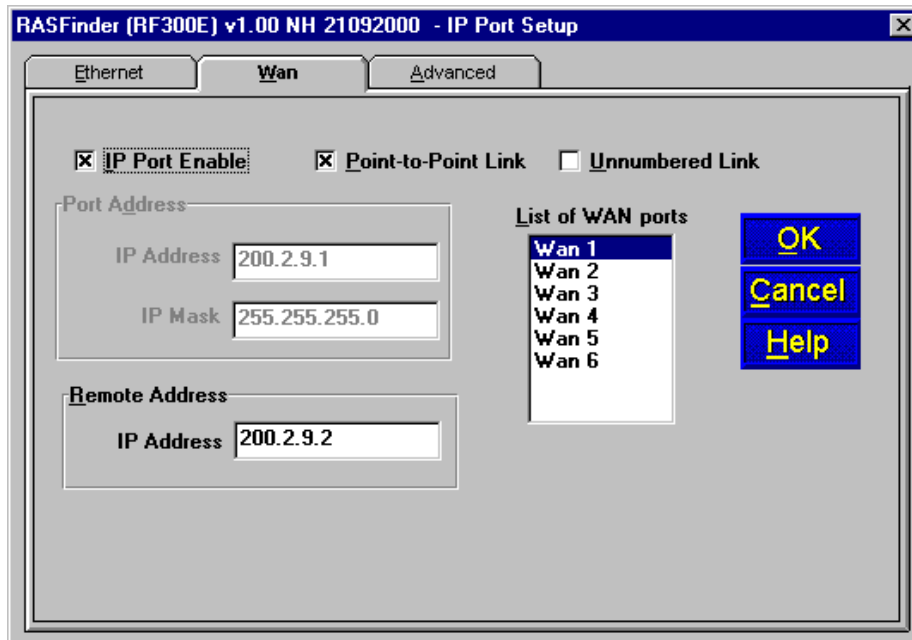 RASFinder (RF300E) v1.00 NH 21092000 - IP Port Setup
Ethernet
Wan
Advanced
IP Port Enable
Point-to-Point Link
Unnumbered Link
Port Address
IP Address 200.2.9.1
IP Mask 255.255.255.0
Remote Address
IP Address 200.2.9.2
List of WAN ports
Wan 1
Wan 2
Wan 3
Wan 4
Wan 5
Wan 6
OK
Cancel
Help